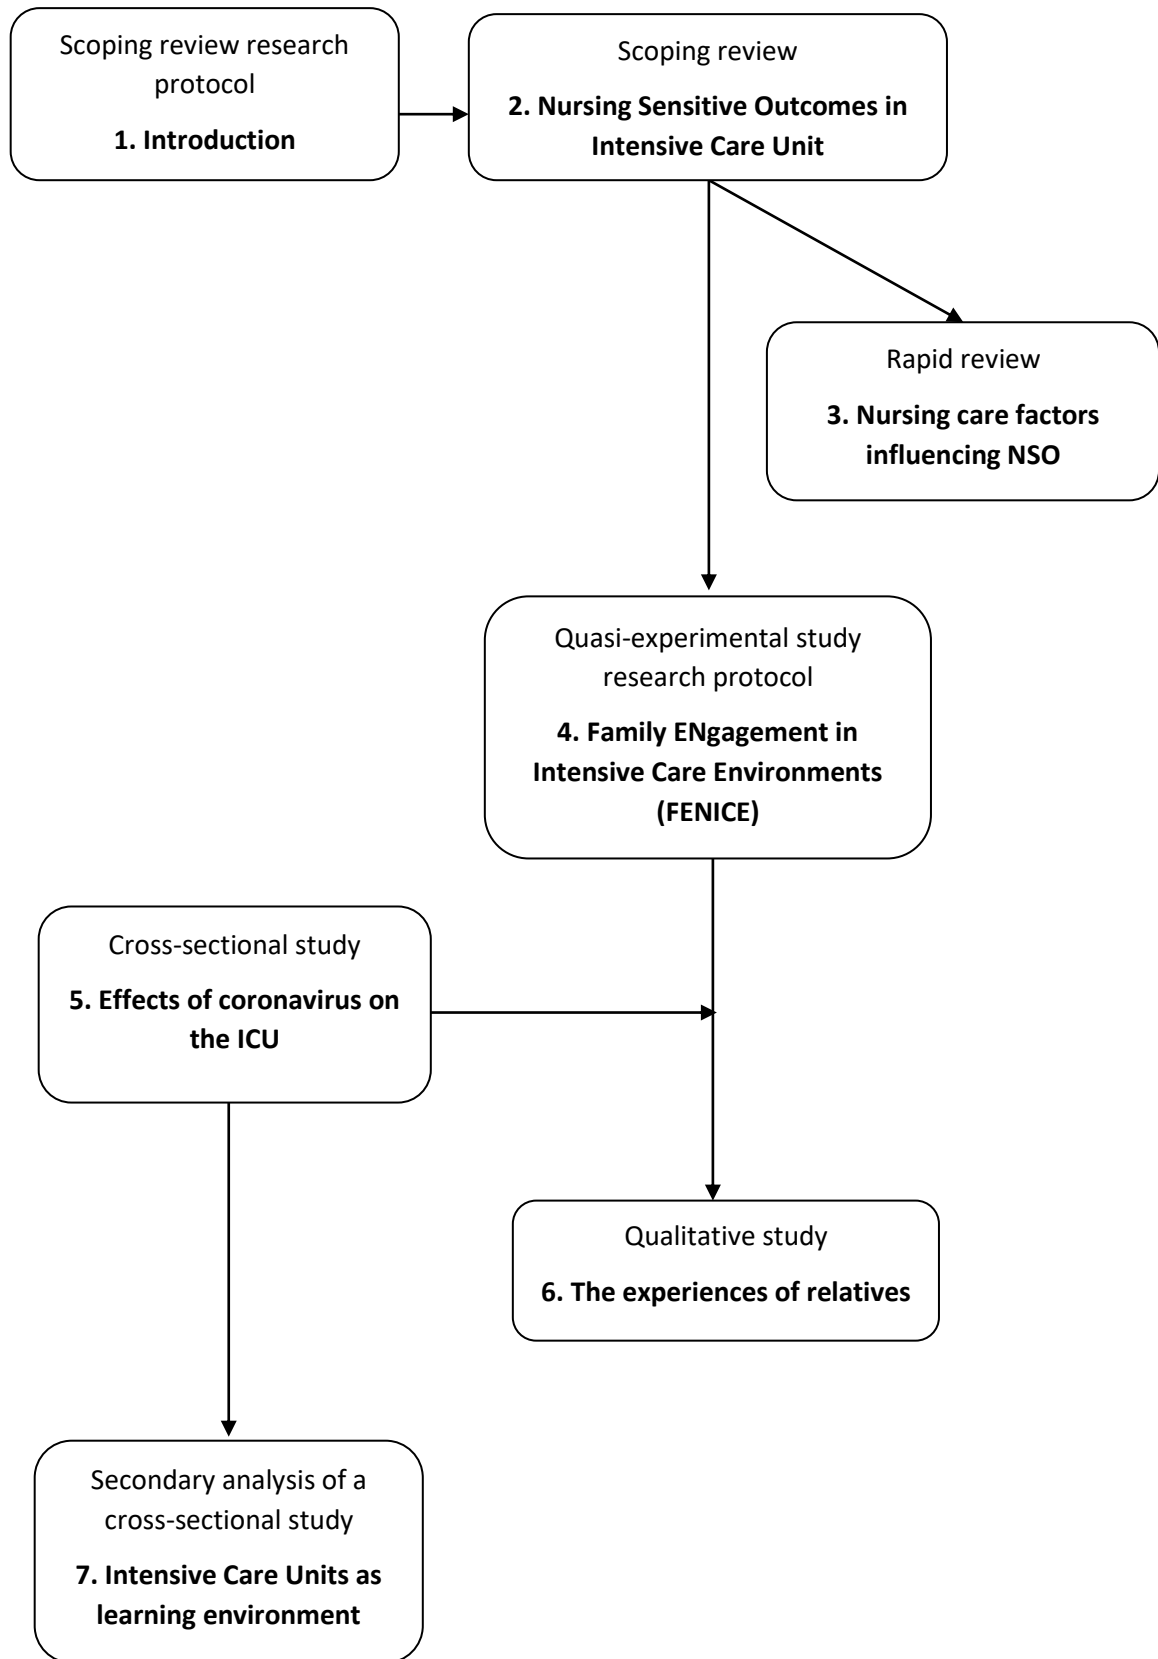 Scoping review research
protocol
1. Introduction
Scoping review
2. Nursing Sensitive Outcomes in
Intensive Care Unit
Rapid review
3. Nursing care factors
influencing NSO
Quasi-experimental study
research protocol
4. Family ENgagement in
Intensive Care Environments
(FENICE)
Cross-sectional study
5. Effects of coronavirus on
the ICU
Qualitative study
6. The experiences of relatives
Secondary analysis of a
cross-sectional study
7. Intensive Care Units as
learning environment